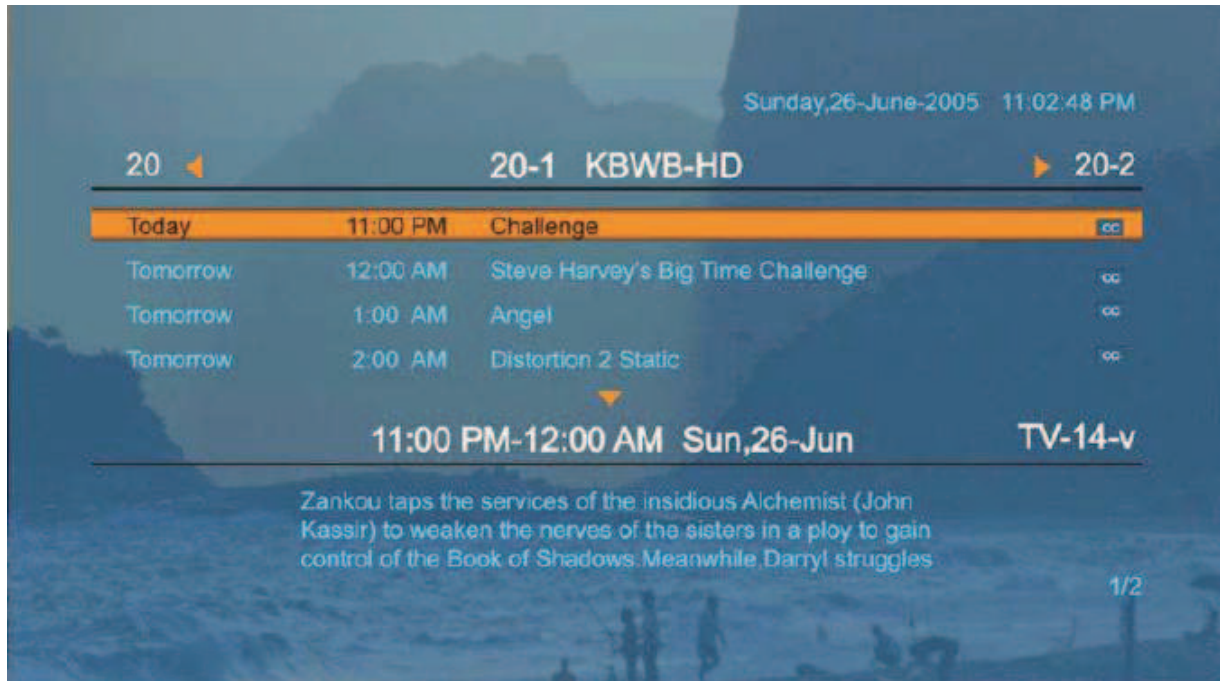 Sunday,26-June-2005 11:02:48 PM
20 20-1 KBWB-HD 20-2
Today 11:00 PM Challenge cc
Tomorrow 12:00 AM Steve Harvey's Big Time Challenge cc
Tomorrow 1:00 AM Angel cc
Tomorrow 2:00 AM Distortion 2 Static cc
11:00 PM-12:00 AM Sun,26-Jun TV-14-v
Zankou taps the services of the insidious Alchemist (John
Kassir) to weaken the nerves of the sisters in a ploy to gain
control of the Book of Shadows.Meanwhile,Darryl struggles
1/2